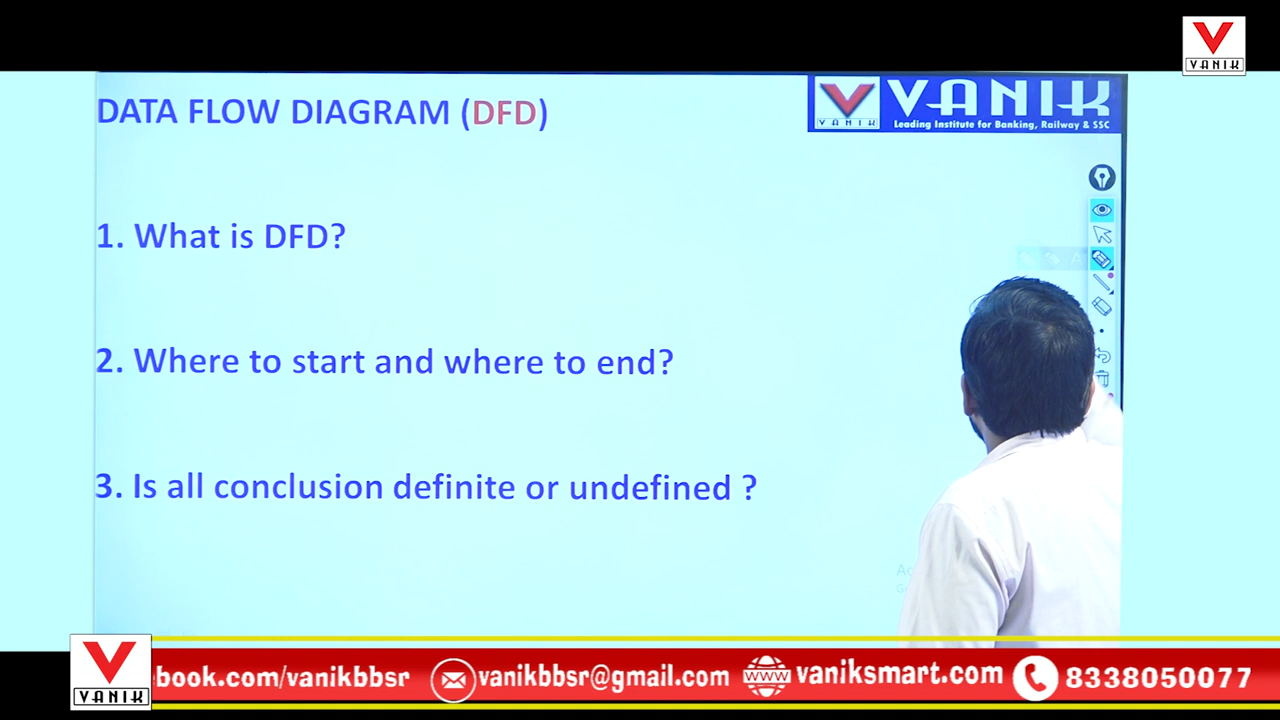 VANIK
DATA FLOW DIAGRAM (DFD)
VANIK
VANIK
Leading Institute for Banking, Railway & SSC
1. What is DFD?
2. Where to start and where to end?
3. Is all conclusion definite or undefined ?
VANIK
book.com/vanikbbsr
vanikbbsr@gmail.com
www
vaniksmart.com
8338050077